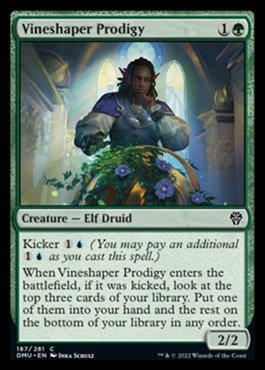 Vineshaper Prodigy 1
Creature — Elf Druid
Kicker 1 (You may pay an additional
1 as you cast this spell.)
When Vineshaper Prodigy enters the
battlefield, if it was kicked, look at the
top three cards of your library. Put one
of them into your hand and the rest on
the bottom of your library in any order.
2/2
187/281 C
DMU • EN Inka Schulz
™ & © 2022 Wizards of the Coast